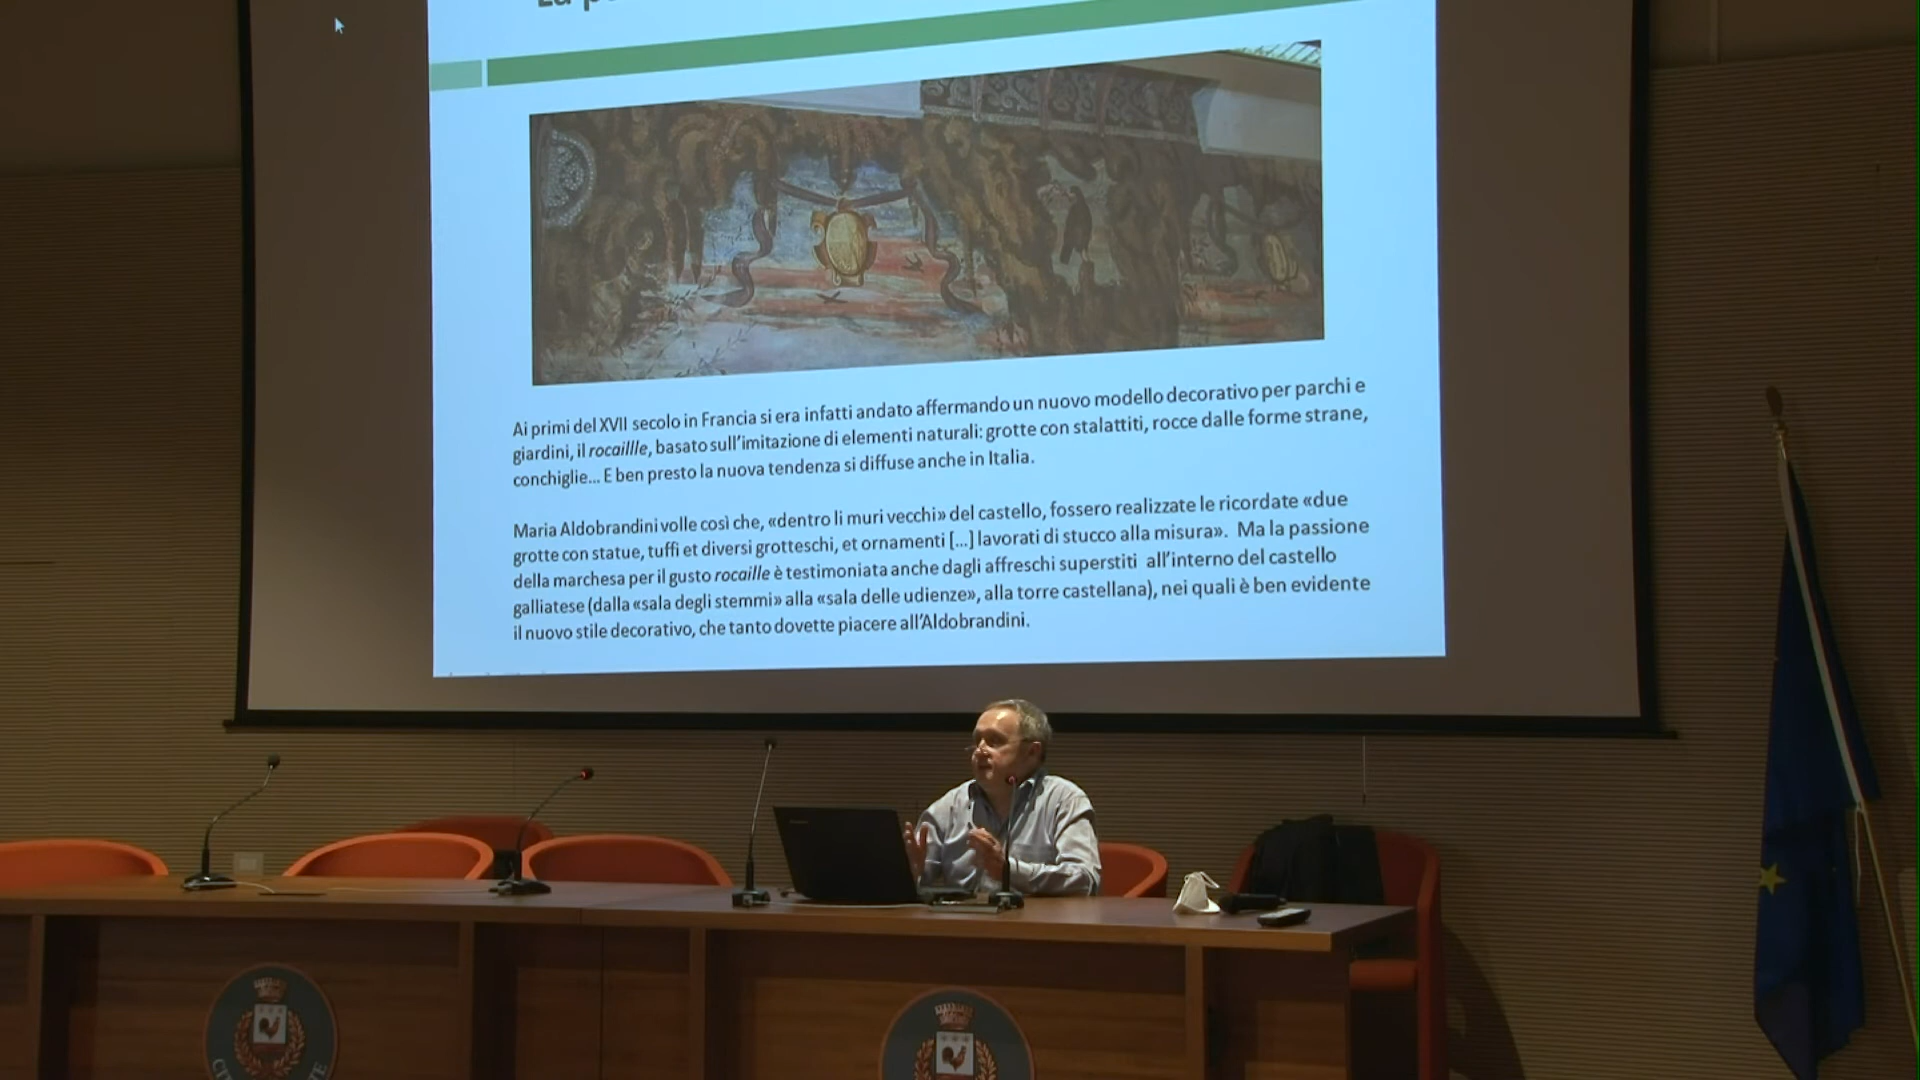 Ai primi del XVII secolo in Francia si era infatti andato affermando un nuovo modello decorativo per parchi e
giardini, il rocaillle, basato sull'imitazione di elementi naturali: grotte con stalattiti, rocce dalle forme strane,
conchiglie... E ben presto la nuova tendenza si diffuse anche in Italia.
Maria Aldobrandini volle così che, «dentro li muri vecchi» del castello, fossero realizzate le ricordate «due
grotte con statue, tuffi et diversi grotteschi, et ornamenti [...] lavorati di stucco alla misura». Ma la passione
della marchesa per il gusto rocaille è testimoniata anche dagli affreschi superstiti all'interno del castello
galliatese (dalla «sala degli stemmi» alla «sala delle udienze», alla torre castellana), nei quali è ben evidente
il nuovo stile decorativo, che tanto dovette piacere all'Aldobrandini.